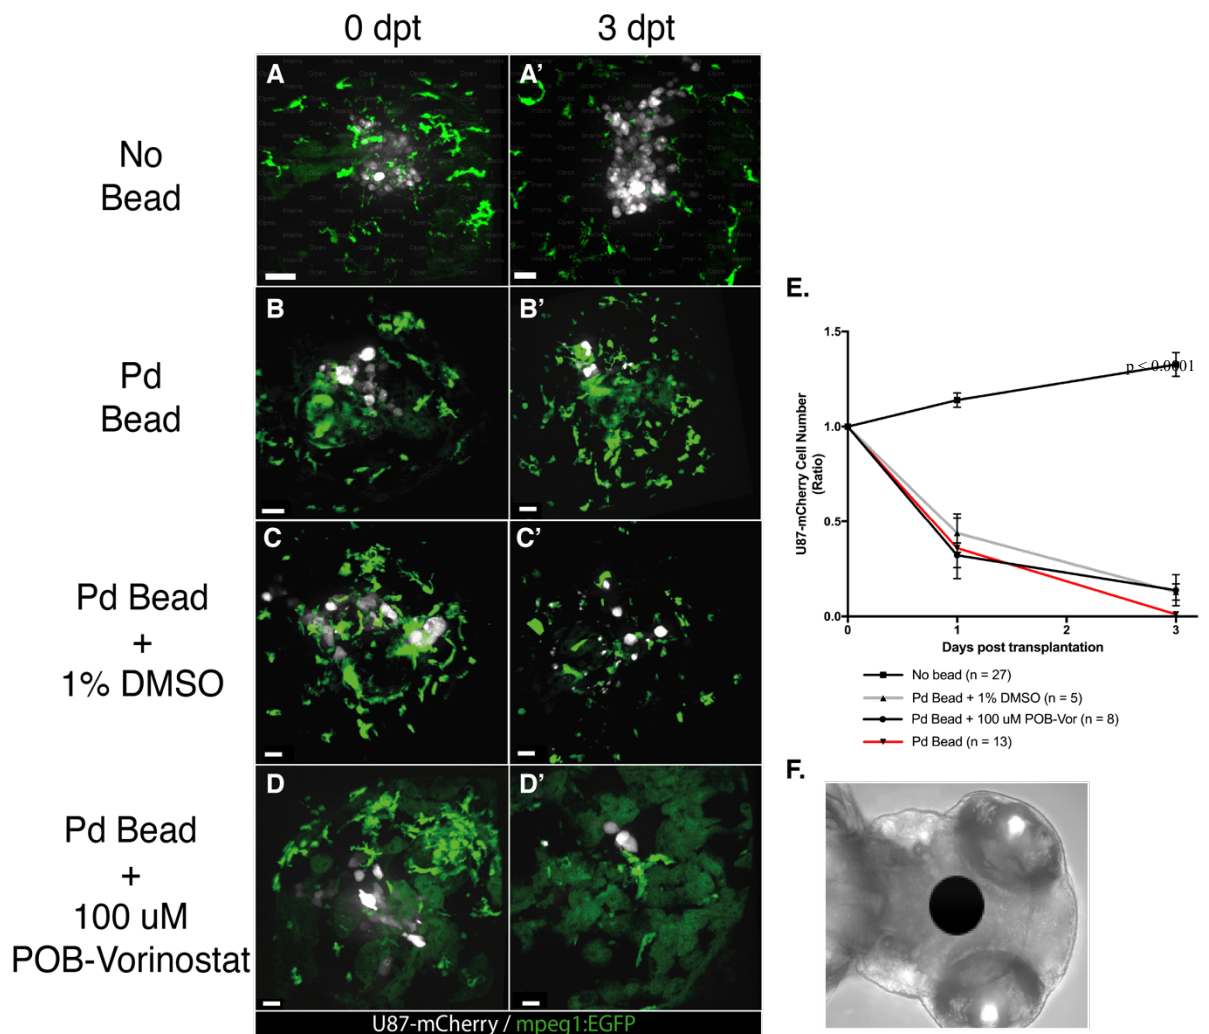 0 dpt
3 dpt
No
Bead
A
A'
Pd
Bead
B
B'
Pd Bead
+
1% DMSO
C
C'
Pd Bead
+
100 uM
POB-Vorinostat
D
D'
U87-mCherry / mpeg1:EGFP
E.
U87-mCherry Cell Number
(Ratio)
1.5
1.0
0.5
0.0
0
1
2
3
p < 0.0001
Days post transplantation
No bead (n = 27)
Pd Bead + 1% DMSO (n = 5)
Pd Bead + 100 uM POB-Vor (n = 8)
Pd Bead (n = 13)
F.